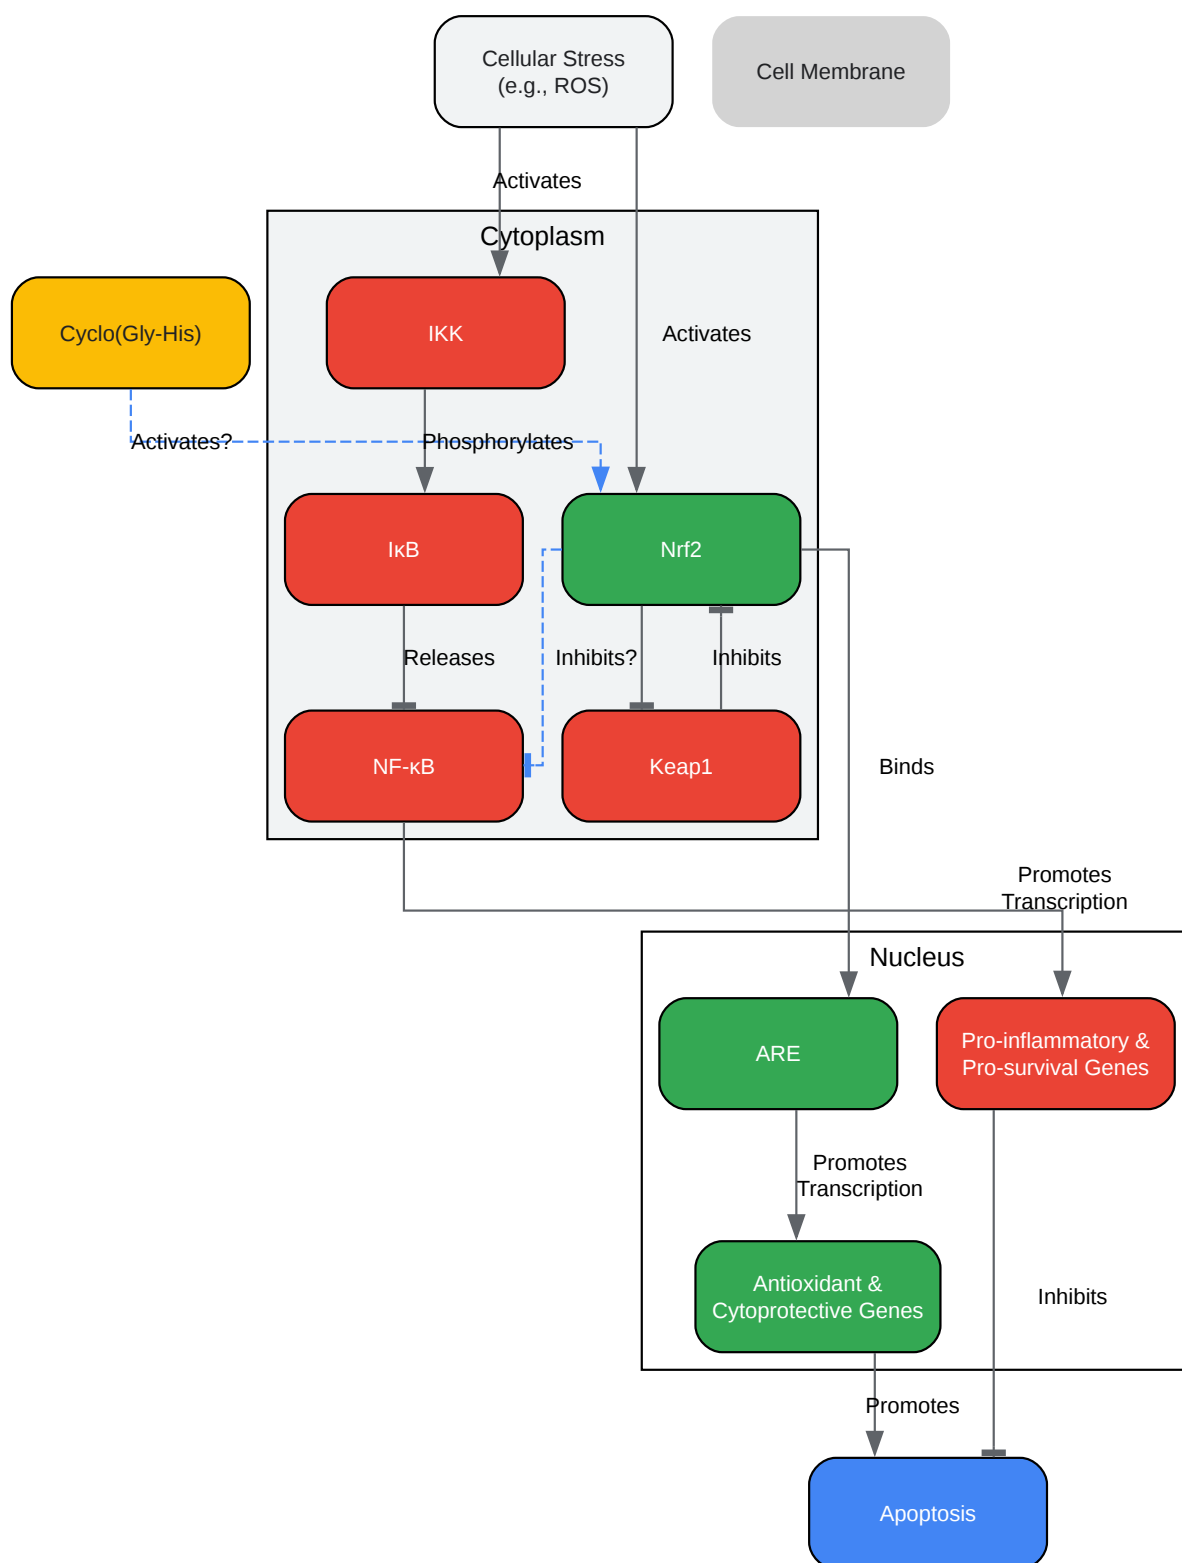 Cellular Stress
(e.g., ROS)
Cell Membrane
Activates
Cytoplasm
Cyclo(Gly-His)
IKK
Activates
Activates?
Phosphorylates
IκB
Nrf2
Releases
Inhibits?
Inhibits
NF-κB
Keap1
Binds
Promotes
Transcription
Nucleus
ARE
Pro-inflammatory &
Pro-survival Genes
Promotes
Transcription
Antioxidant &
Cytoprotective Genes
Inhibits
Promotes
Apoptosis